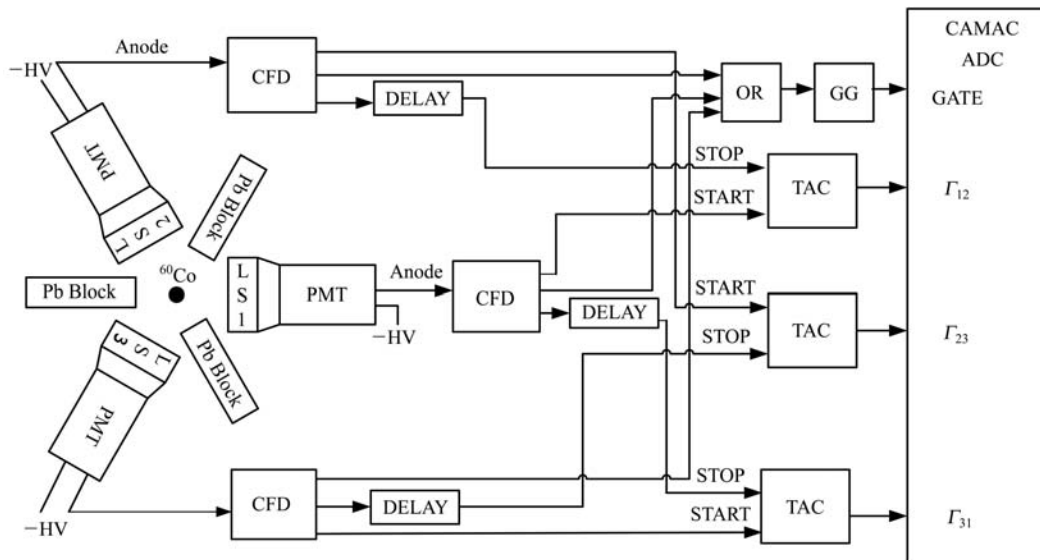 Anode
−HV
CFD
DELAY
OR
GG
CAMAC
ADC
GATE
PMT
L S 2
Pb Block
STOP
START
TAC
Γ12
60Co
Pb Block
L
S
1
PMT
Anode
−HV
CFD
DELAY
START
STOP
TAC
Γ23
L S 3
PMT
Pb Block
−HV
CFD
DELAY
STOP
START
TAC
Γ31